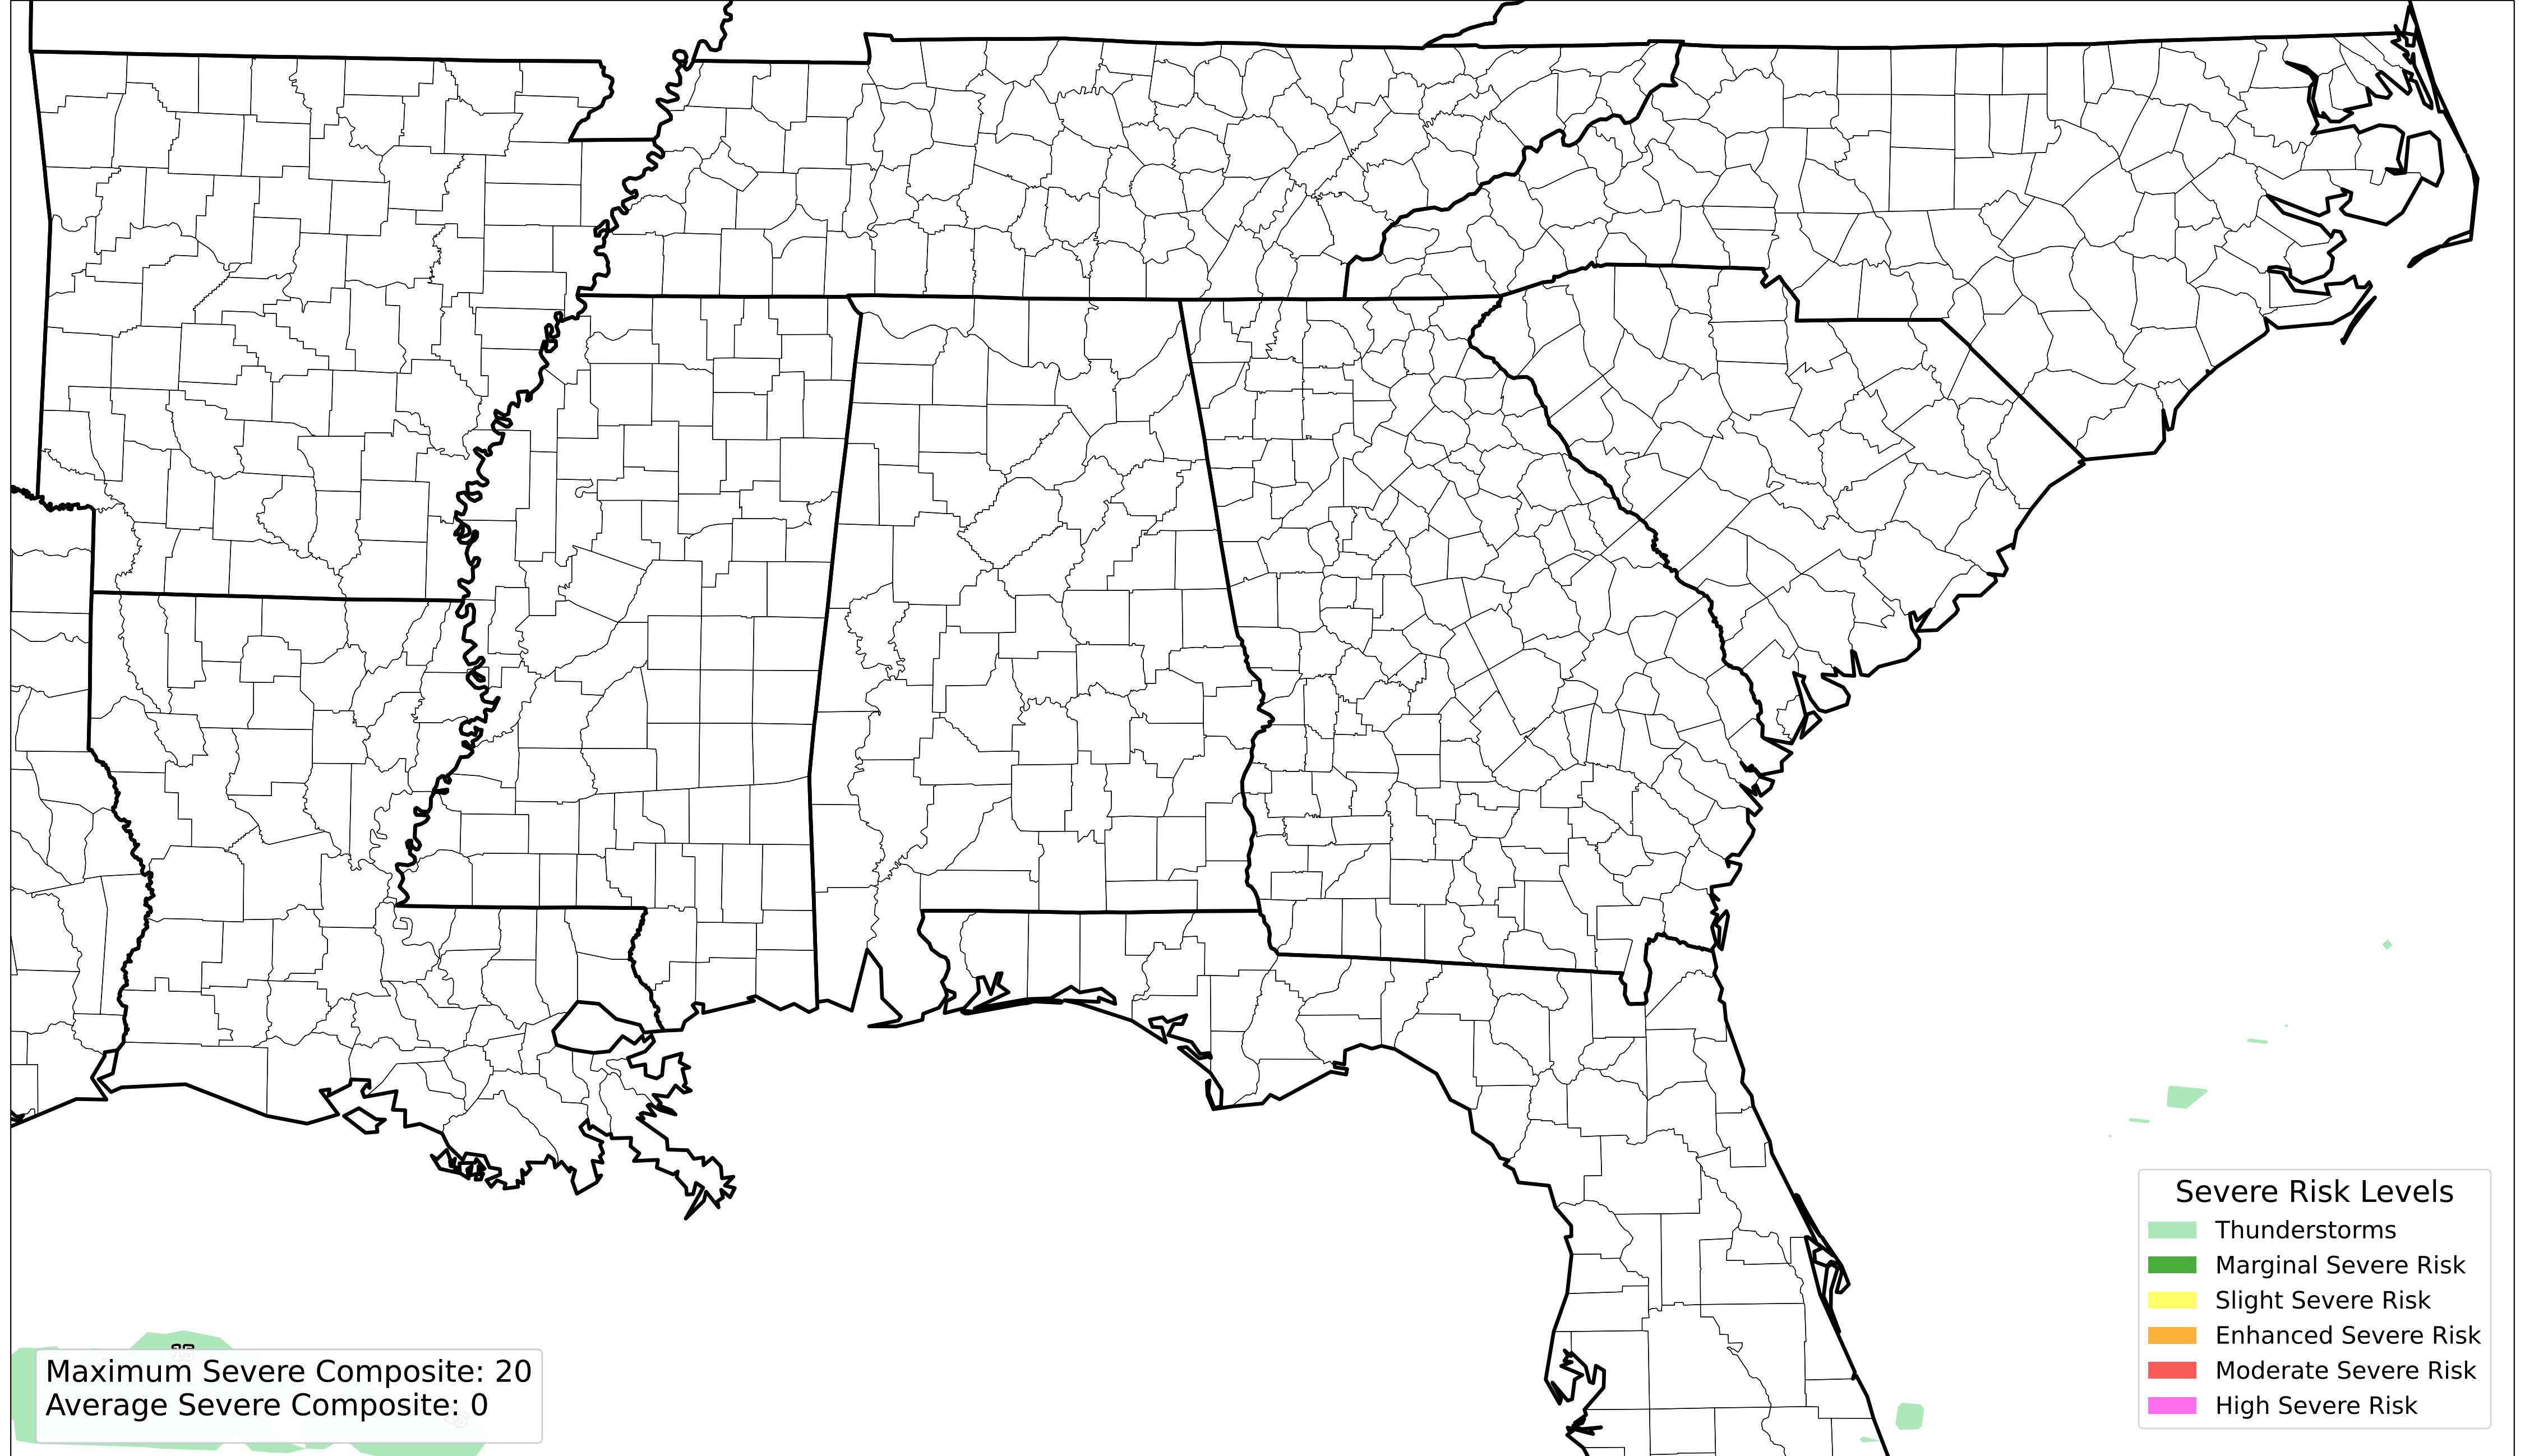 Maximum Severe Composite: 20
Average Severe Composite: 0
Severe Risk Levels
Thunderstorms
Marginal Severe Risk
Slight Severe Risk
Enhanced Severe Risk
Moderate Severe Risk
High Severe Risk